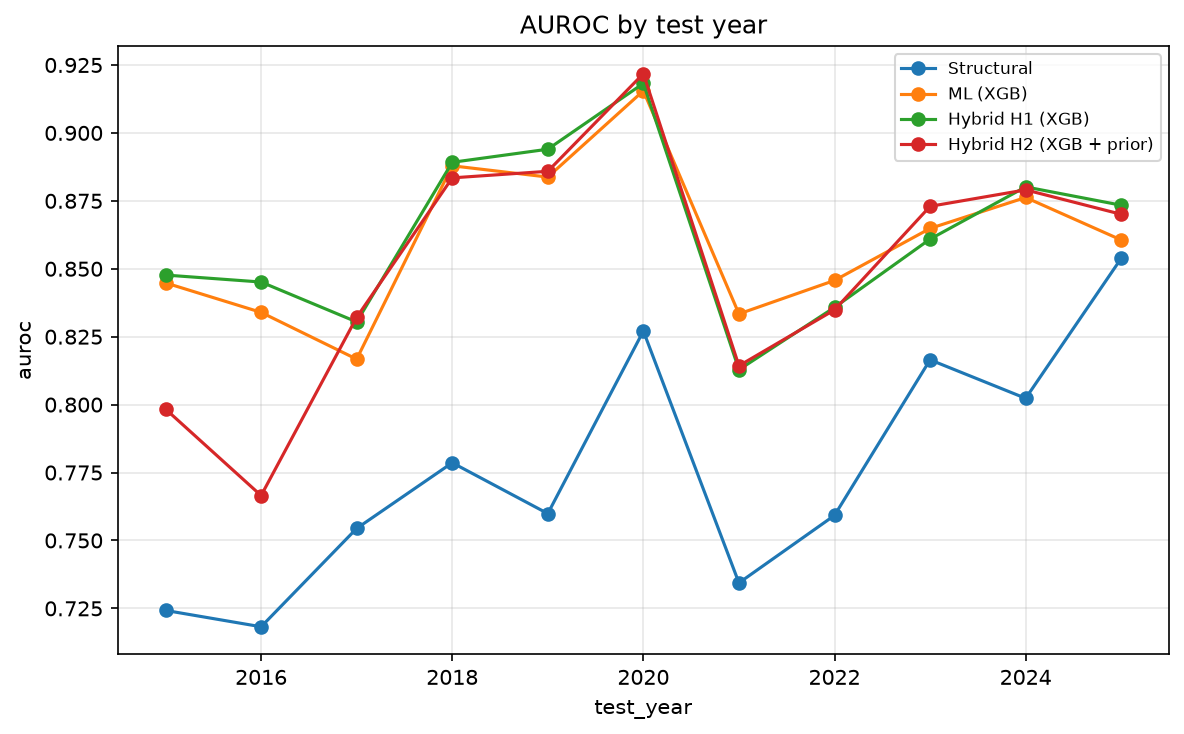 AUROC by test year
Structural
ML (XGB)
Hybrid H1 (XGB)
Hybrid H2 (XGB + prior)
0.925
0.900
0.875
0.850
0.825
0.800
0.775
0.750
0.725
auroc
2016 2018 2020 2022 2024
test_year